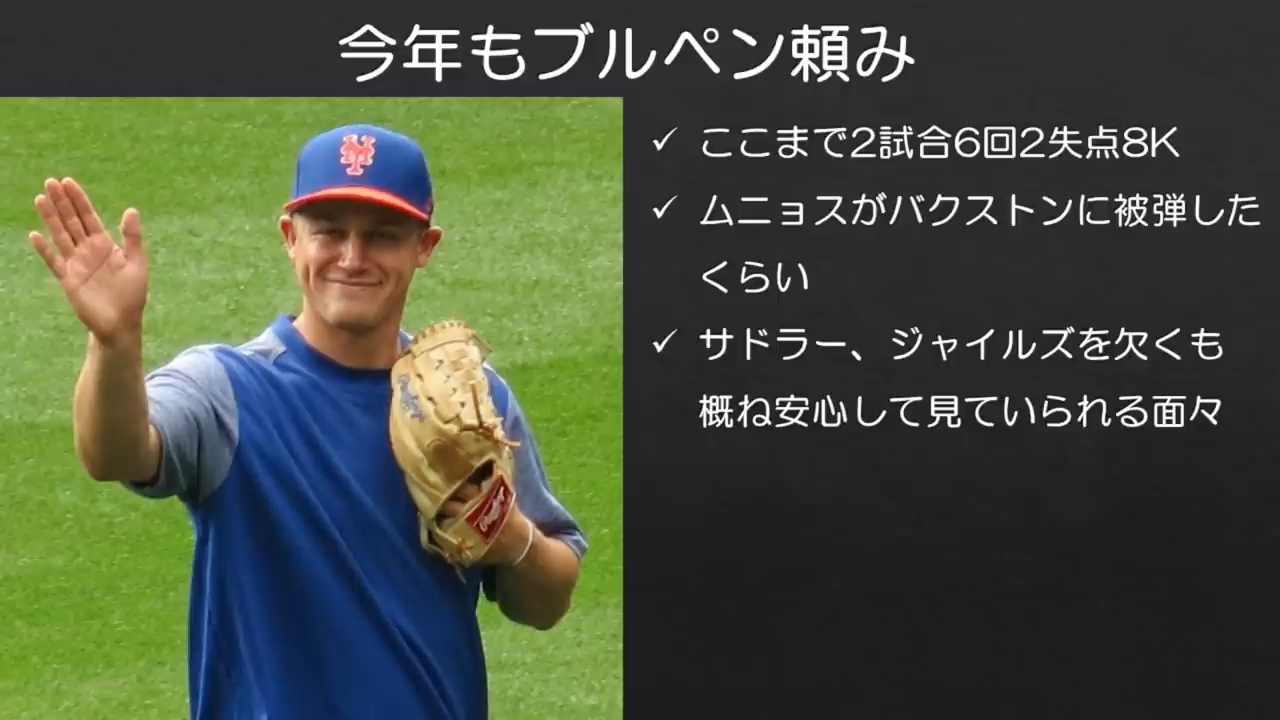 今年もブルペン頼み
✓ ここまで2試合6回2失点8K
✓ ムニョスがバクストンに被弾した
くらい
✓ サドラー、ジャイルズを欠くも
概ね安心して見ていられる面々
Rawlings